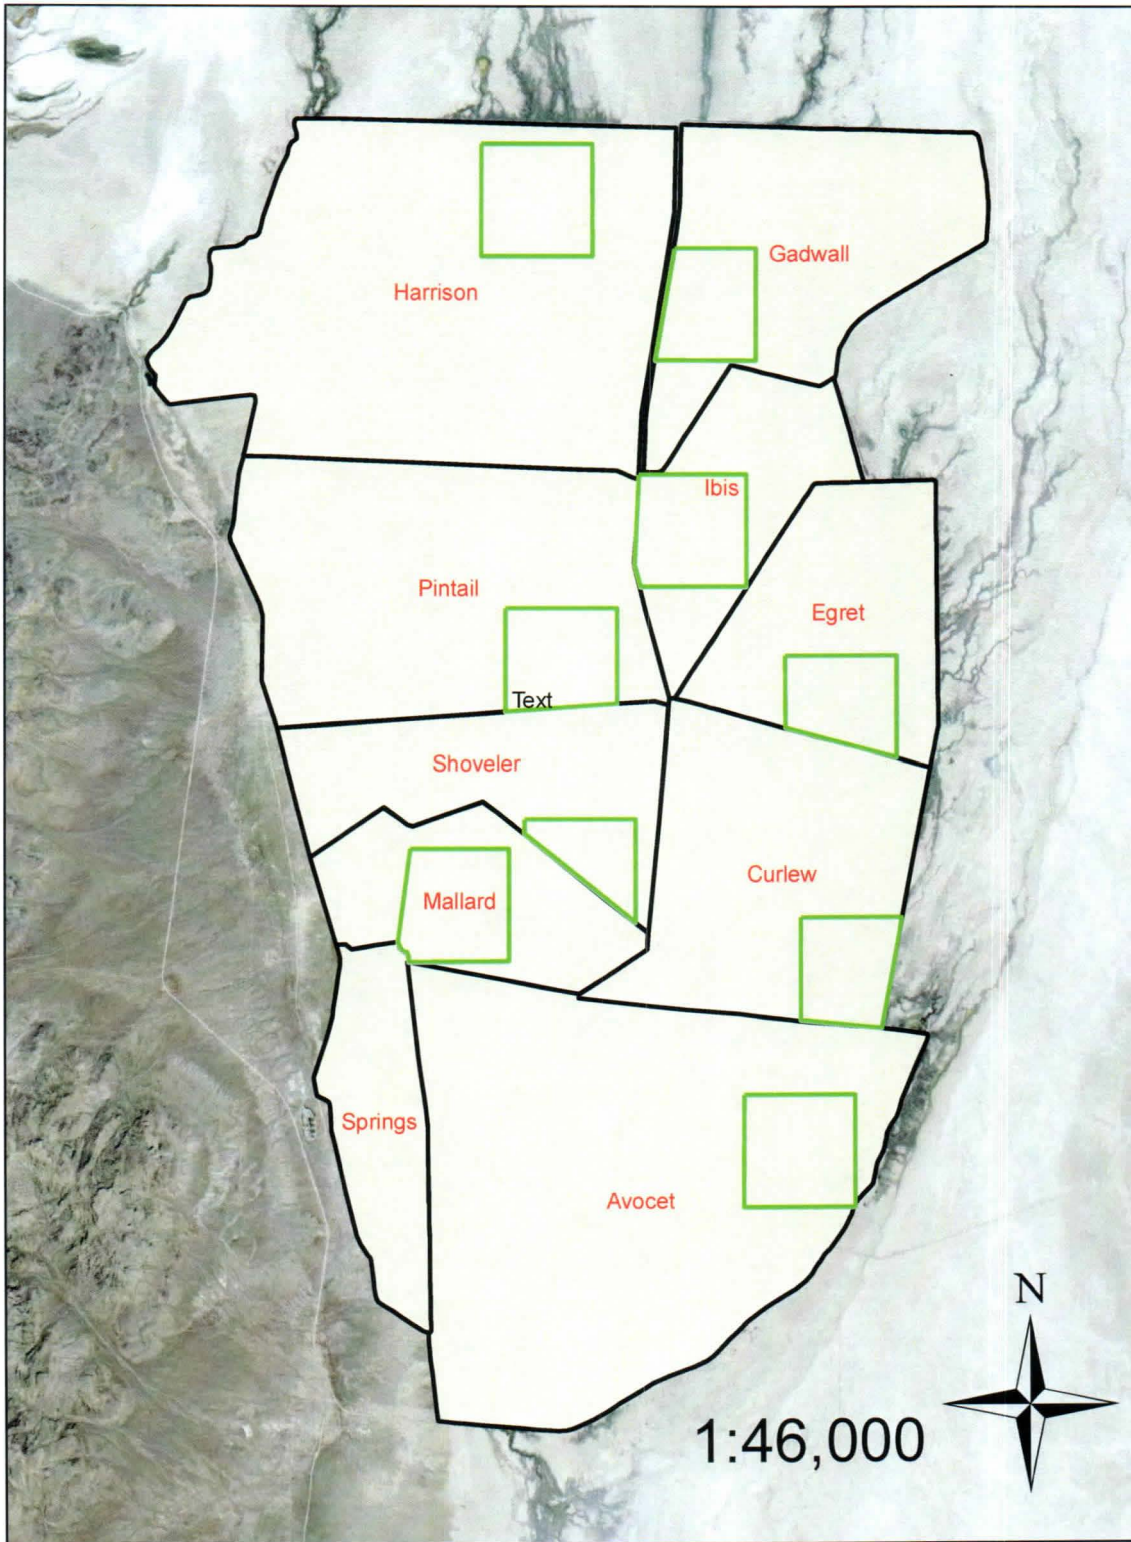 Gadwall
Harrison
Ibis
Pintail
Egret
Text
Shoveler
Curlew
Mallard
Springs
Avocet
N
1:46,000